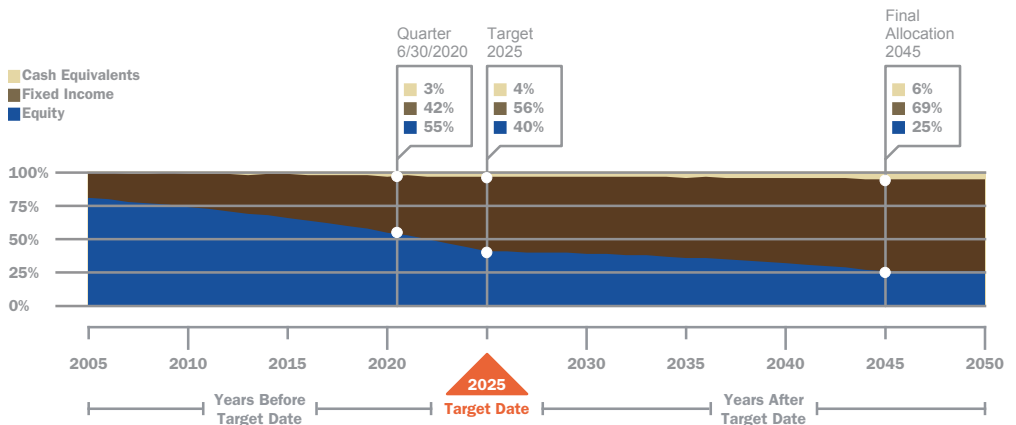 Quarter
6/30/2020
Target
2025
Final
Allocation
2045
Cash Equivalents
Fixed Income
Equity
3%
42%
55%
4%
56%
40%
6%
69%
25%
100%
75%
50%
25%
0%
2005 2010 2015 2020 2030 2035 2040 2045 2050
2025
Target Date
Years Before
Target Date
Years After
Target Date